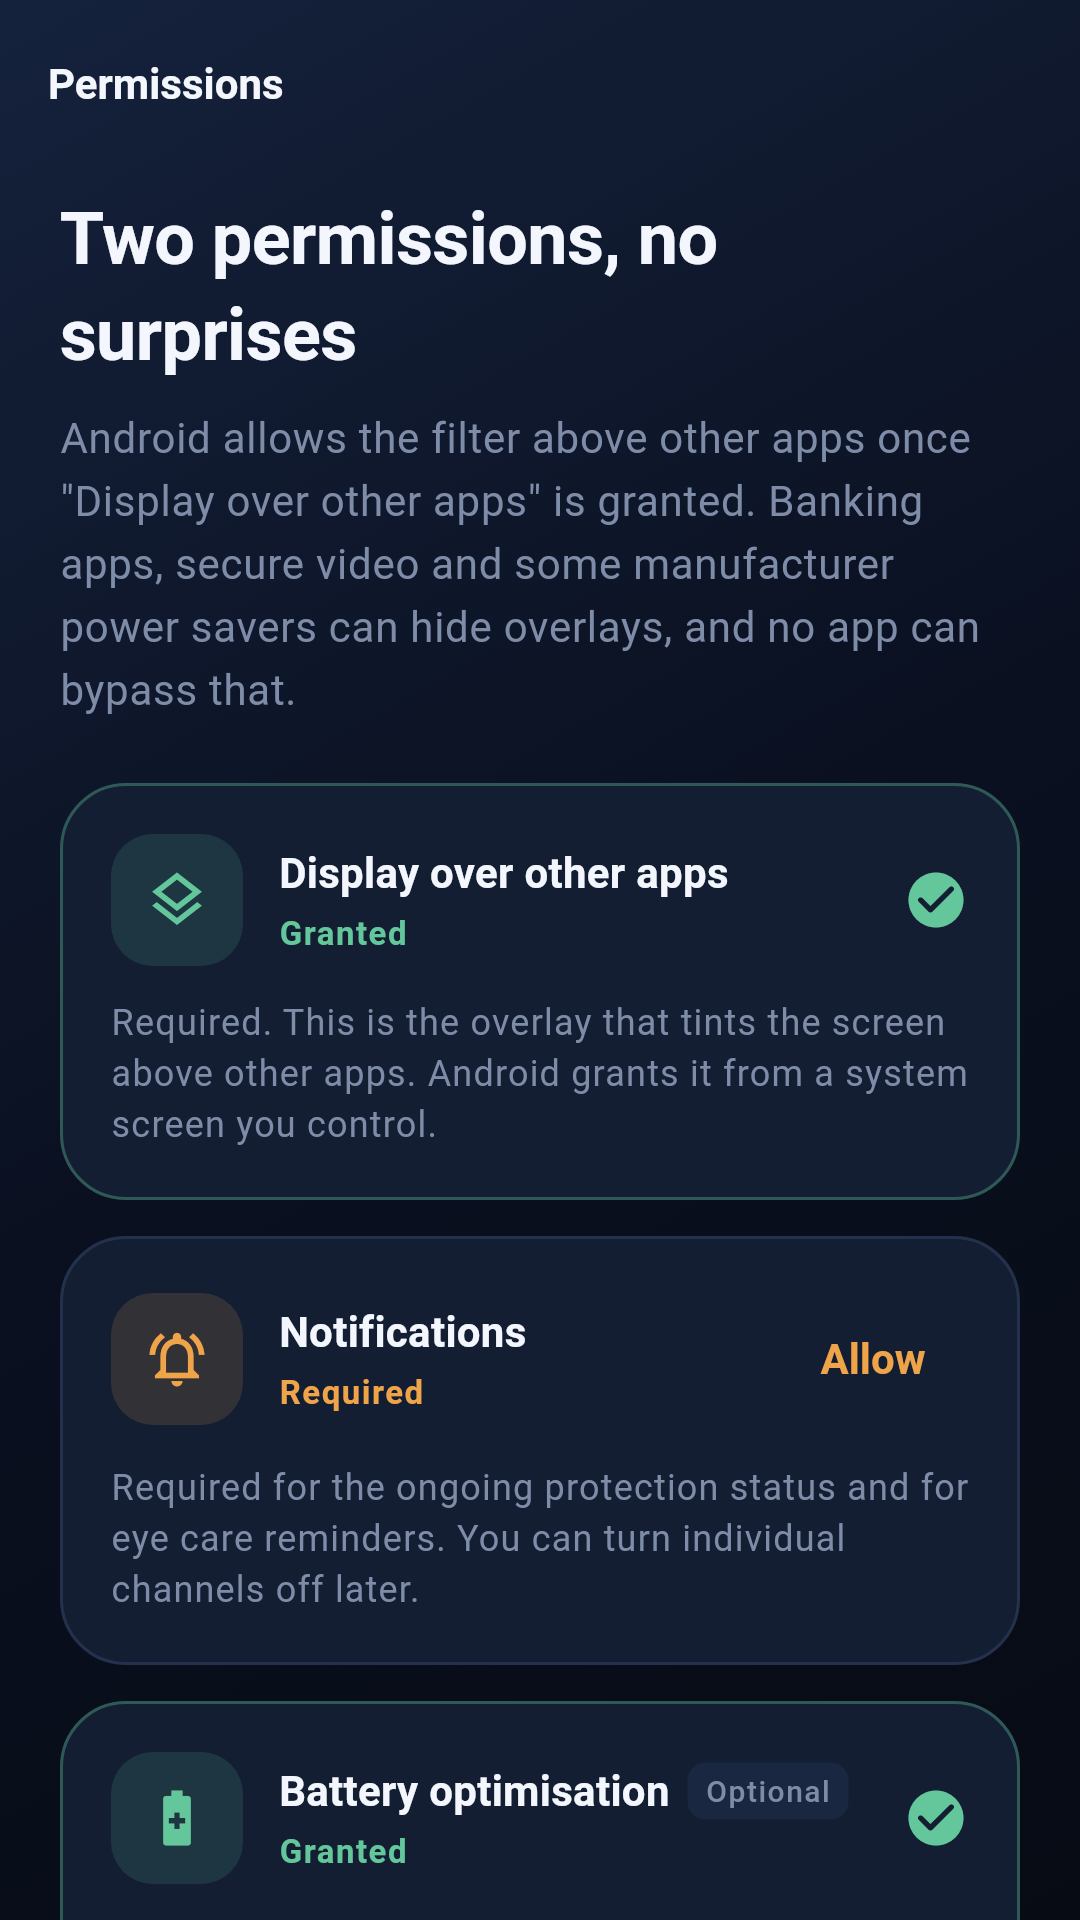 Permissions
Two permissions, no
surprises
Android allows the filter above other apps once
"Display over other apps" is granted. Banking
apps, secure video and some manufacturer
power savers can hide overlays, and no app can
bypass that.
Display over other apps
Granted
Required. This is the overlay that tints the screen
above other apps. Android grants it from a system
screen you control.
Notifications
Required
Allow
Required for the ongoing protection status and for
eye care reminders. You can turn individual
channels off later.
Battery optimisation Optional
Granted